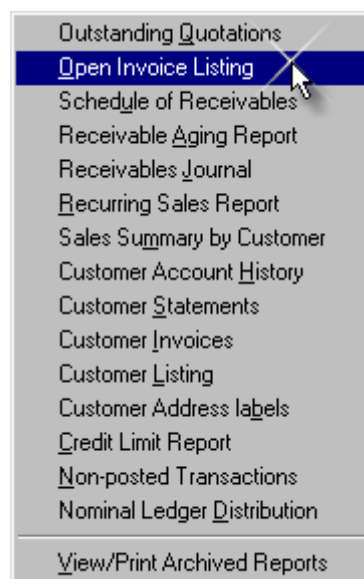 Outstanding Quotations
Open Invoice Listing
Schedule of Receivables
Receivable Aging Report
Receivables Journal
Recurring Sales Report
Sales Summary by Customer
Customer Account History
Customer Statements
Customer Invoices
Customer Listing
Customer Address labels
Credit Limit Report
Non-posted Transactions
Nominal Ledger Distribution
View/Print Archived Reports